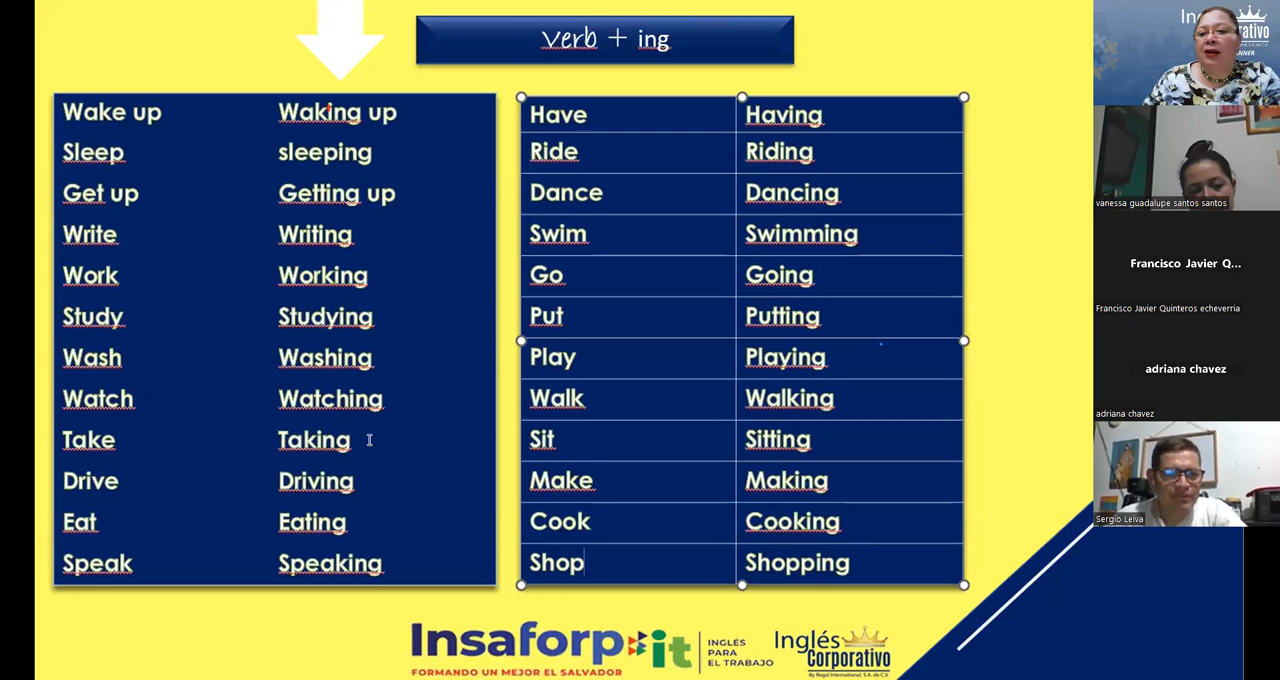 verb + ing
Wake up Waking up
Sleep sleeping
Get up Getting up
Write Writing
Work Working
Study Studying
Wash Washing
Watch Watching
Take Taking
Drive Driving
Eat Eating
Speak Speaking
Have Having
Ride Riding
Dance Dancing
Swim Swimming
Go Going
Put Putting
Play Playing
Walk Walking
Sit Sitting
Make Making
Cook Cooking
Shop Shopping
Insaforp it
FORMANDO UN MEJOR EL SALVADOR
INGLÉS
PARA
EL TRABAJO
Inglés
Corporativo
By Regal International, S.A. de C.V.
vanessa guadalupe santos santos
Francisco Javier Q...
Francisco Javier Quinteros echeverria
adriana chavez
adriana chavez
Sergio Leiva